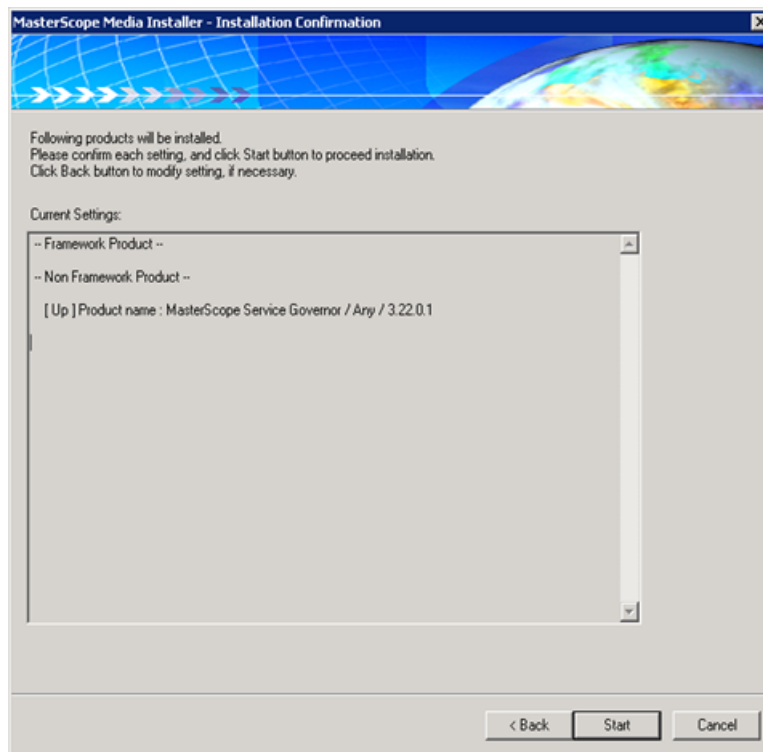 MasterScope Media Installer - Installation Confirmation
Following products will be installed.
Please confirm each setting, and click Start button to proceed installation.
Click Back button to modify setting, if necessary.
Current Settings:
-- Framework Product --
-- Non Framework Product --
[ Up ] Product name : MasterScope Service Governor / Any / 3.22.0.1
< Back Start Cancel